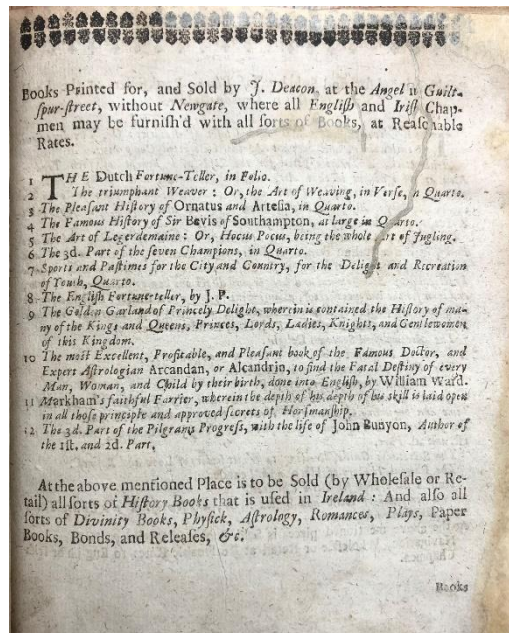 Books Printed for, and Sold by J. Deacon, at the Angel in Guilt-
ſpur-ſtreet, without Newgate, where all Engliſh and Iriſh Chap-
men may be furniſh'd with all ſorts of Books, at Reaſonable
Rates.
1 THE Dutch Fortune-Teller, in Folio.
2 The triumphant Weaver: Or, the Art of Weaving, in Verſe, in Quarto.
3 The Pleaſant Hiſtory of Ornatus and Arteſia, in Quarto.
4 The Famous Hiſtory of Sir Bevis of Southampton, at large in Quarto.
5 The Art of Legerdemaine: Or, Hocus Pocus, being the whole Art of Jugling.
6 The 3d. Part of the ſeven Champions, in Quarto.
7 Sports and Paſtimes for the City and Country, for the Delight and Recreation
of Youth, Quarto.
8 The Engliſh Fortune-teller, by J. P.
9 The Golden Garland of Princely Delight, wherein is contained the Hiſtory of ma-
ny of the Kings and Queens, Princes, Lords, Ladies, Knights, and Gentlewomen
of this Kingdom.
10 The moſt Excellent, Profitable, and Pleaſant book of the Famous Doctor, and
Expert Aſtrologian Arcandan, or Alcandrin, to find the Fatal Deſtiny of every
Man, Woman, and Child by their birth, done into Engliſh, by William Ward.
11 Markham's faithful Farrier, wherein the depth of his depth of his skill is laid open
in all thoſe principle and approved ſecrets of Horſmanſhip.
12 The 3d. Part of the Pilgrams Progreſs, with the life of John Bunyon, Author of
the 1ſt. and 2d. Part.
At the above mentioned Place is to be Sold (by Wholeſale or Re-
tail) all ſorts of Hiſtory Books that is uſed in Ireland: And alſo all
ſorts of Divinity Books, Phyſick, Aſtrology, Romances, Plays, Paper
Books, Bonds, and Releaſes, &c.
Books